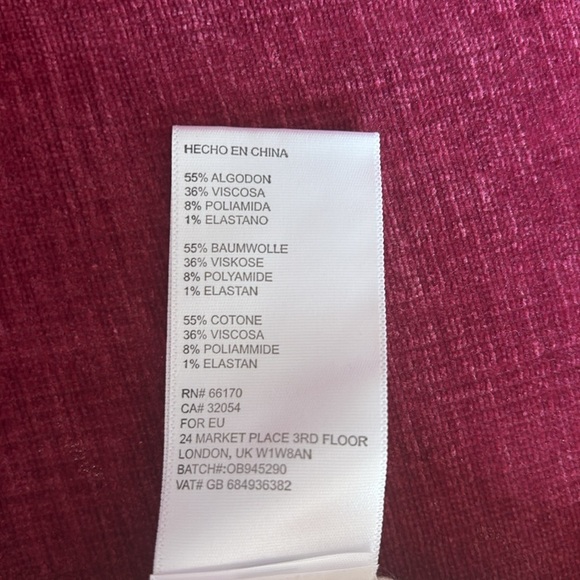 HECHO EN CHINA
55% ALGODON
36% VISCOSA
8% POLIAMIDA
1% ELASTANO
55% BAUMWOLLE
36% VISKOSE
8% POLYAMIDE
1% ELASTAN
55% COTONE
36% VISCOSA
8% POLIAMMIDE
1% ELASTAN
RN# 66170
CA# 32054
FOR EU
24 MARKET PLACE 3RD FLOOR
LONDON, UK W1W8AN
BATCH#:OB945290
VAT# GB 684936382